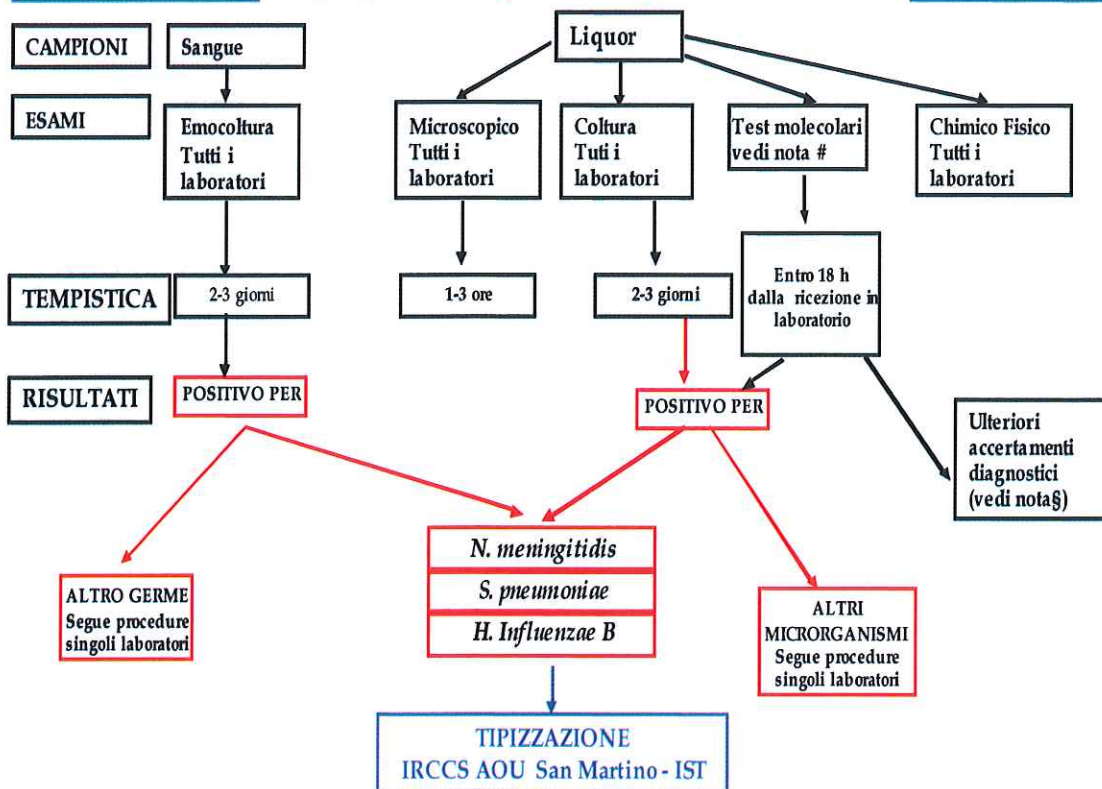 CAMPIONI
Sangue
Liquor
ESAMI
Emocoltura
Tutti i
laboratori
Microscopico
Tutti i
laboratori
Coltura
Tuti i
laboratori
Test molecolari
vedi nota #
Chimico Fisico
Tutti i
laboratori
TEMPISTICA
2-3 giorni
1-3 ore
2-3 giorni
Entro 18 h
dalla ricezione in
laboratorio
RISULTATI
POSITIVO PER
POSITIVO PER
Ulteriori
accertamenti
diagnostici
(vedi nota§)
ALTRO GERME
Segue procedure
singoli laboratori
N. meningitidis
S. pneumoniae
H. Influenzae B
ALTRI
MICRORGANISMI
Segue procedure
singoli laboratori
TIPIZZAZIONE
IRCCS AOU San Martino - IST